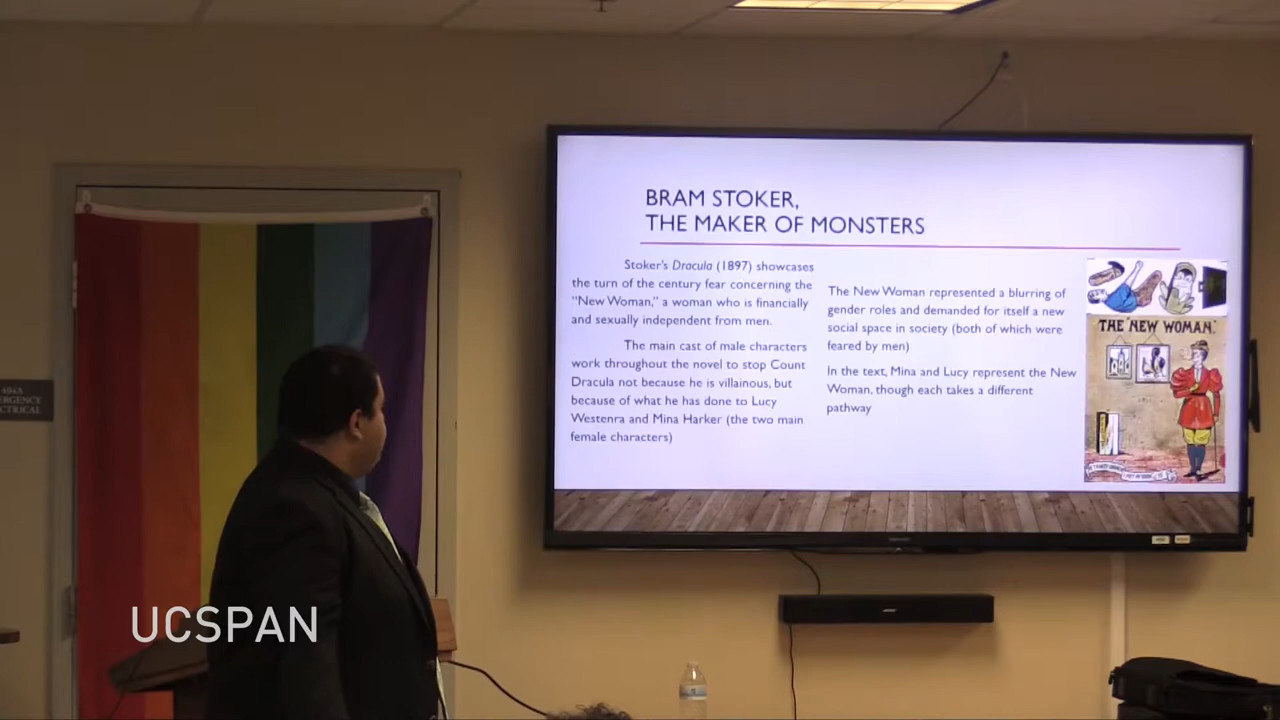 BRAM STOKER,
THE MAKER OF MONSTERS
Stoker's Dracula (1897) showcases
the turn of the century fear concerning the
"New Woman," a woman who is financially
and sexually independent from men.
The main cast of male characters
work throughout the novel to stop Count
Dracula not because he is villainous, but
because of what he has done to Lucy
Westenra and Mina Harker (the two main
female characters)
The New Woman represented a blurring of
gender roles and demanded for itself a new
social space in society (both of which were
feared by men)
In the text, Mina and Lucy represent the New
Woman, though each takes a different
pathway
THE "NEW WOMAN."
UCSPAN